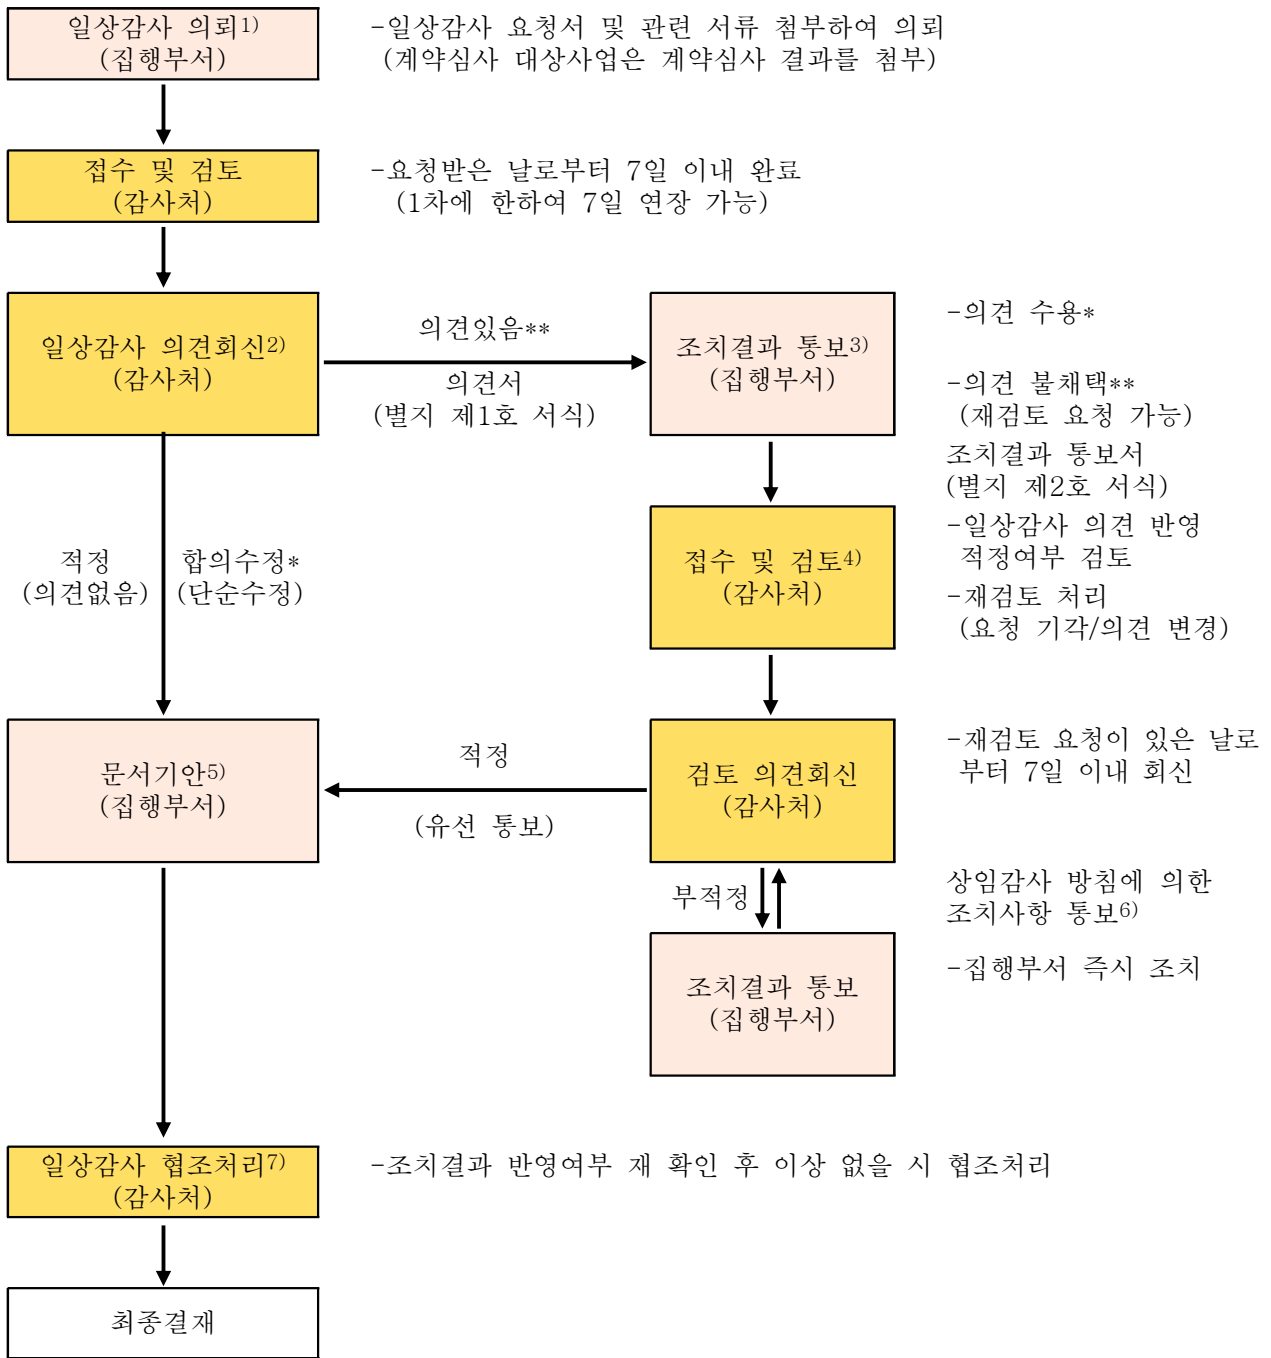 일상감사 의뢰1)
(집행부서)
-일상감사 요청서 및 관련 서류 첨부하여 의뢰
(계약심사 대상사업은 계약심사 결과를 첨부)
접수 및 검토
(감사처)
-요청받은 날로부터 7일 이내 완료
(1차에 한하여 7일 연장 가능)
일상감사 의견회신2)
(감사처)
의견있음**
의견서
(별지 제1호 서식)
조치결과 통보3)
(집행부서)
-의견 수용*
-의견 불채택**
(재검토 요청 가능)
조치결과 통보서
(별지 제2호 서식)
적정
(의견없음)
합의수정*
(단순수정)
접수 및 검토4)
(감사처)
-일상감사 의견 반영
적정여부 검토
-재검토 처리
(요청 기각/의견 변경)
문서기안5)
(집행부서)
적정
(유선 통보)
검토 의견회신
(감사처)
-재검토 요청이 있은 날로
부터 7일 이내 회신
부적정
상임감사 방침에 의한
조치사항 통보6)
-집행부서 즉시 조치
조치결과 통보
(집행부서)
일상감사 협조처리7)
(감사처)
-조치결과 반영여부 재 확인 후 이상 없을 시 협조처리
최종결재